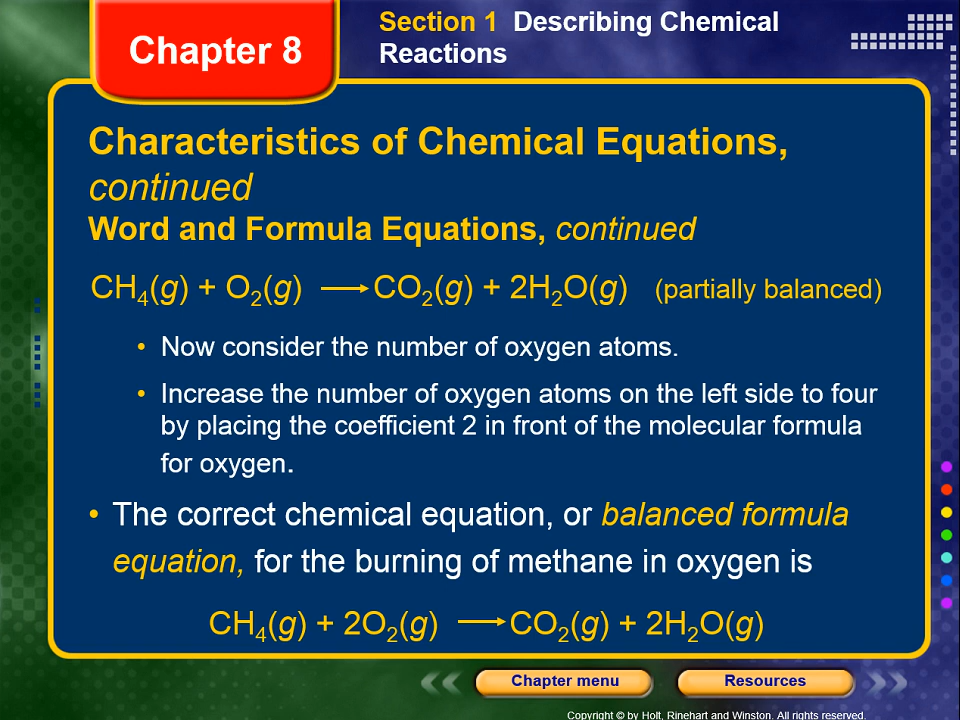 Chapter 8
Section 1 Describing Chemical
Reactions
Characteristics of Chemical Equations,
continued
Word and Formula Equations, continued
CH₄(g) + O₂(g) ⟶ CO₂(g) + 2H₂O(g) (partially balanced)
• Now consider the number of oxygen atoms.
• Increase the number of oxygen atoms on the left side to four
by placing the coefficient 2 in front of the molecular formula
for oxygen.
• The correct chemical equation, or balanced formula
equation, for the burning of methane in oxygen is
CH₄(g) + 2O₂(g) ⟶ CO₂(g) + 2H₂O(g)
Chapter menu
Resources
Copyright © by Holt, Rinehart and Winston. All rights reserved.